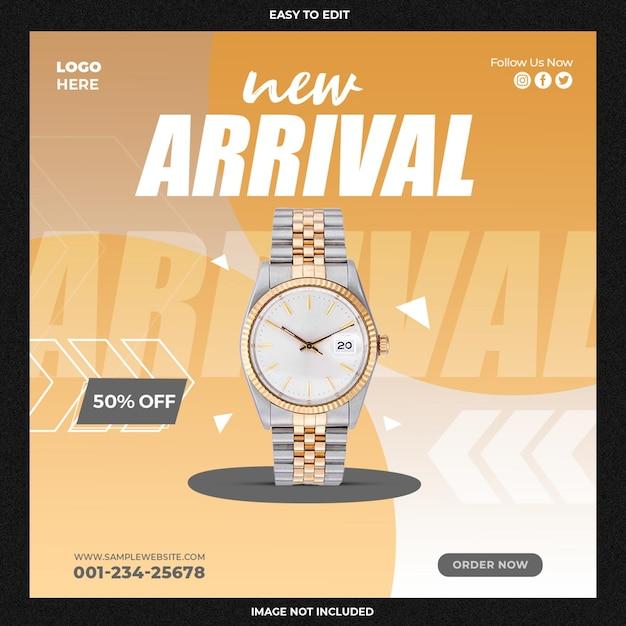 EASY TO EDIT
LOGO
HERE
Follow Us Now
new
ARRIVAL
ARRIVAL
20
50% OFF
WWW.SAMPLEWEBSITE.COM
001-234-25678
ORDER NOW
IMAGE NOT INCLUDED